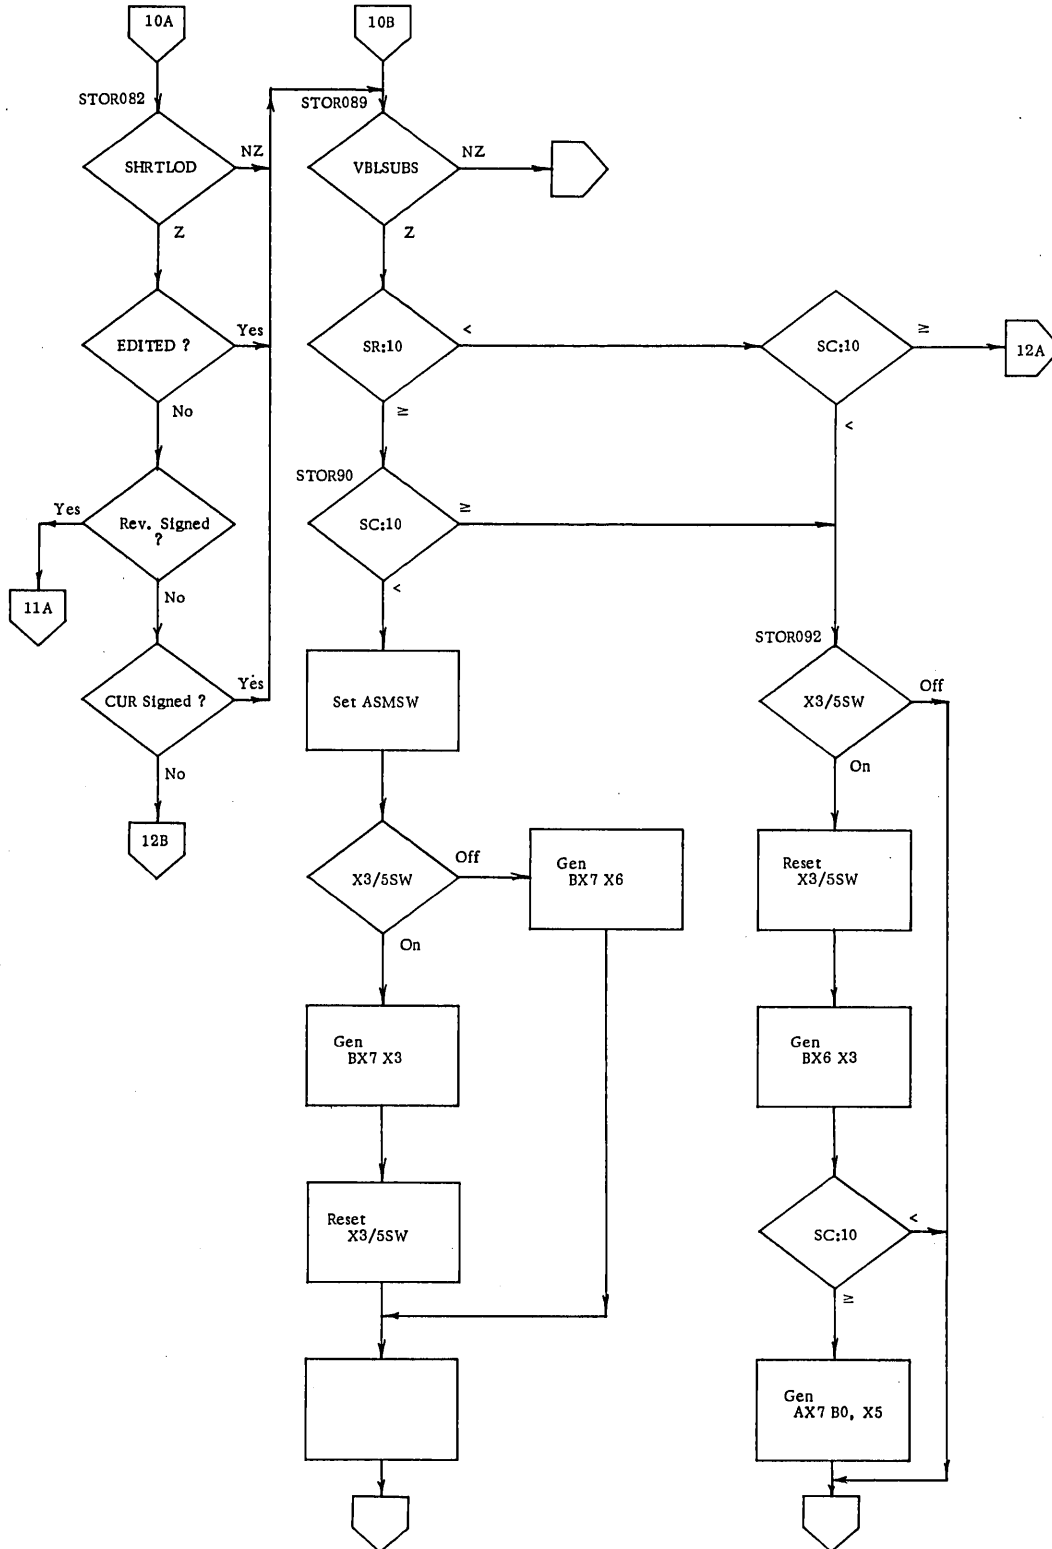 10A
10B
STOR082
STOR089
SHRTLOD
NZ
Z
VBLSUBS
NZ
Z
EDITED ?
Yes
No
SR:10
<
≥
SC:10
≥
12A
<
Rev. Signed
?
Yes
11A
No
STOR90
SC:10
≥
<
CUR Signed ?
Yes
No
12B
Set ASMSW
STOR092
X3/5SW
Off
On
X3/5SW
Off
On
Gen
BX7 X6
Reset
X3/5SW
Gen
BX7 X3
Gen
BX6 X3
Reset
X3/5SW
SC:10
<
≥
Gen
AX7 B0, X5